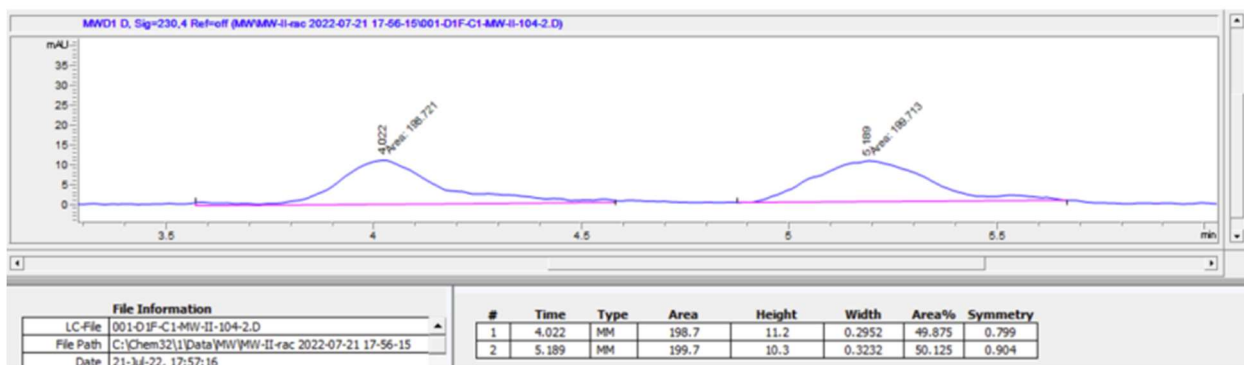 MWD1 D, Sig=230,4 Ref=off (MW\MW-II-rac 2022-07-21 17-56-15\001-D1F-C1-MW-II-104-2.D)
mAU
35
30
25
20
15
10
5
0
4.022
Area: 198.721
5.189
Area: 199.713
3.5 4 4.5 5 5.5 min
File Information
LC-File 001-D1F-C1-MW-II-104-2.D
File Path C:\Chem32\1\Data\MW\MW-II-rac 2022-07-21 17-56-15
Date 21-Jul-22, 17:57:16
# Time Type Area Height Width Area% Symmetry
1 4.022 MM 198.7 11.2 0.2952 49.875 0.799
2 5.189 MM 199.7 10.3 0.3232 50.125 0.904